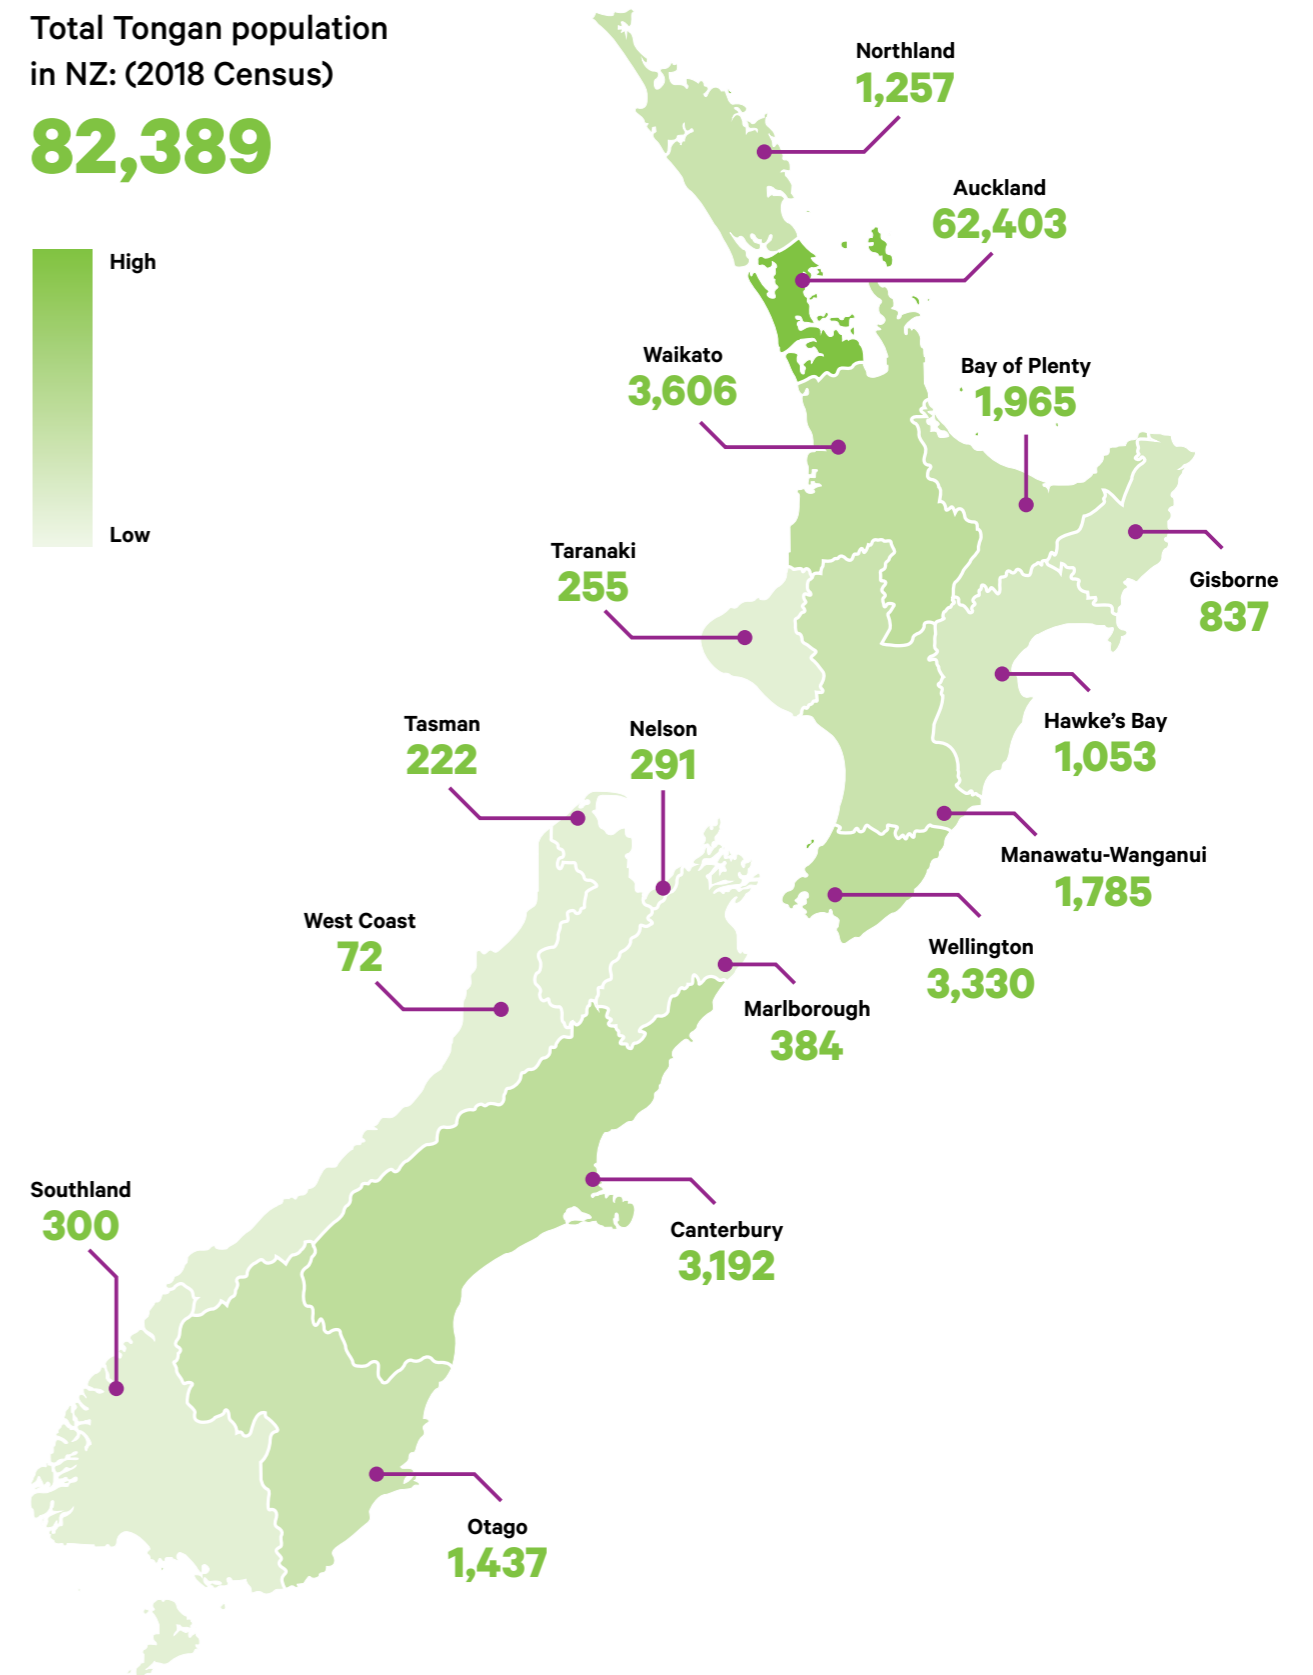 Total Tongan population
in NZ: (2018 Census)
82,389
High
Low
Northland
1,257
Auckland
62,403
Waikato
3,606
Bay of Plenty
1,965
Taranaki
255
Gisborne
837
Hawke’s Bay
1,053
Tasman
222
Nelson
291
Manawatu-Wanganui
1,785
West Coast
72
Wellington
3,330
Marlborough
384
Southland
300
Canterbury
3,192
Otago
1,437